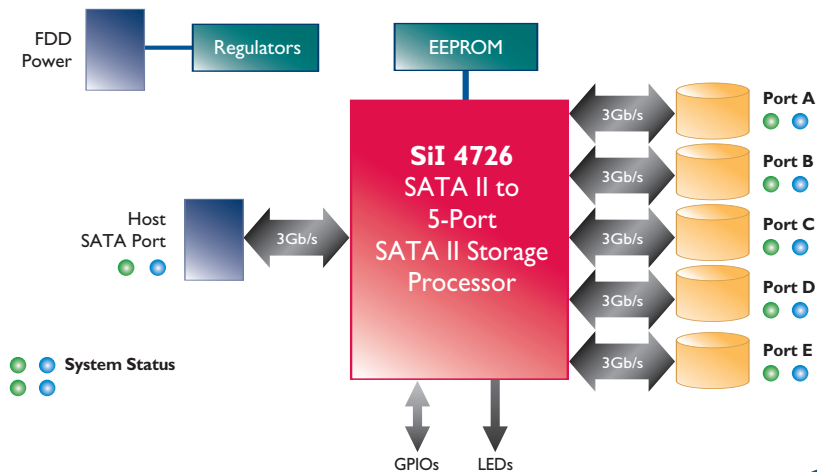 FDD
Power
Regulators
EEPROM
Host
SATA Port
3Gb/s
SiI 4726
SATA II to
5-Port
SATA II Storage
Processor
3Gb/s
Port A
3Gb/s
Port B
3Gb/s
Port C
3Gb/s
Port D
3Gb/s
Port E
System Status
GPIOs
LEDs